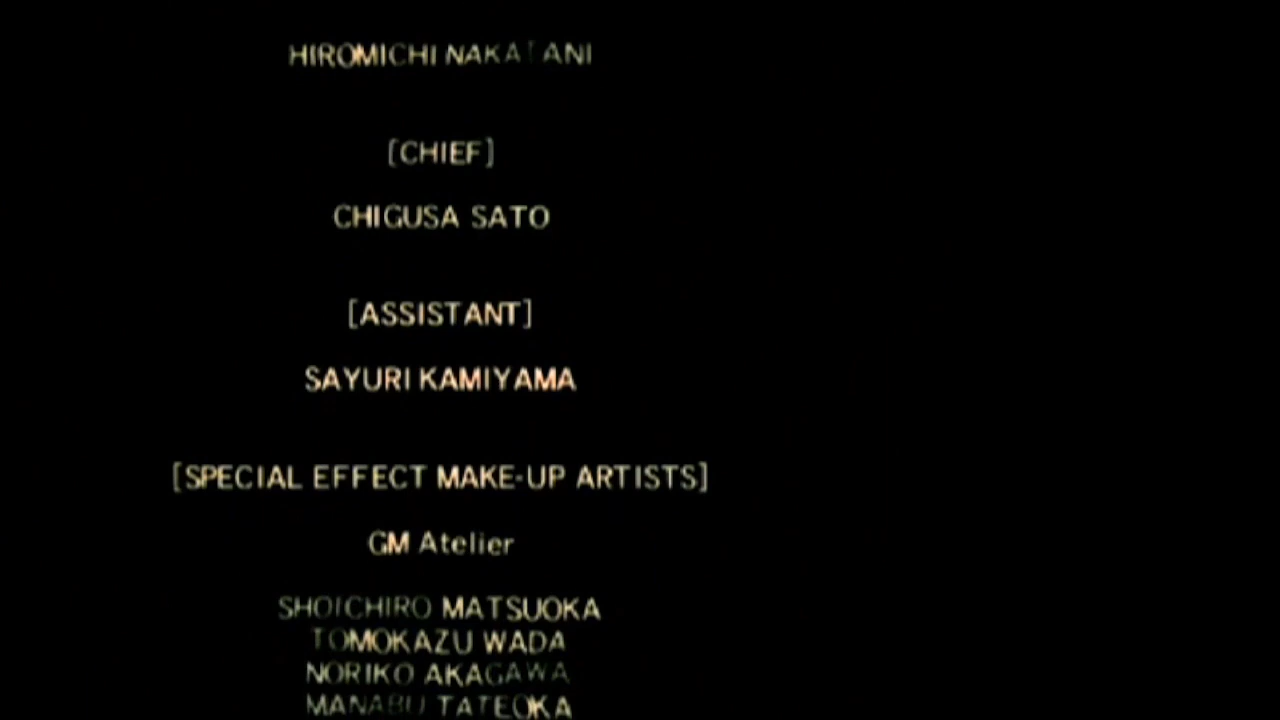 HIROMICHI NAKATANI
[CHIEF]
CHIGUSA SATO
[ASSISTANT]
SAYURI KAMIYAMA
[SPECIAL EFFECT MAKE-UP ARTISTS]
GM Atelier
SHOICHIRO MATSUOKA
TOMOKAZU WADA
NORIKO AKAGAWA
MANABU TATEOKA